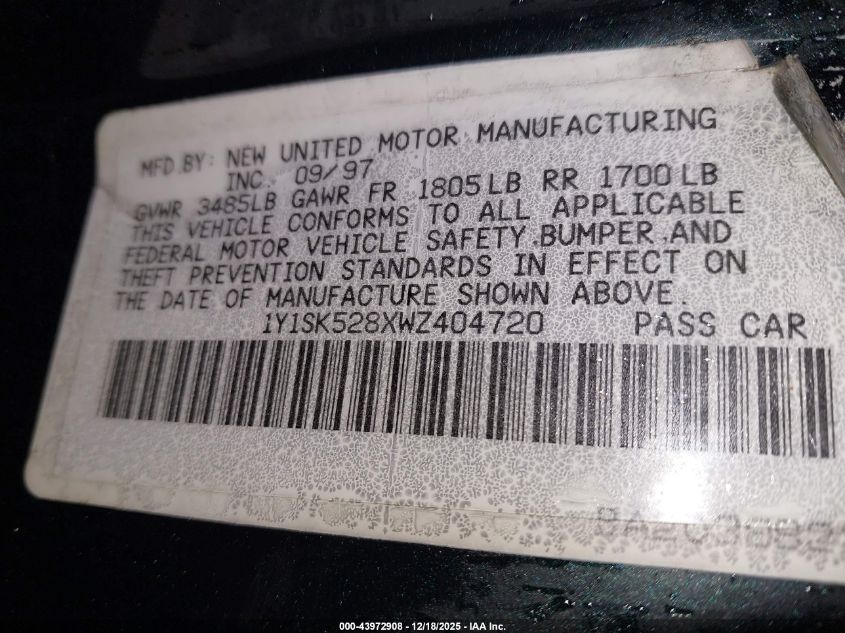 MFD.BY: NEW UNITED MOTOR MANUFACTURING
INC. 09/97
GVWR 3485LB GAWR FR 1805LB RR 1700LB
THIS VEHICLE CONFORMS TO ALL APPLICABLE
FEDERAL MOTOR VEHICLE SAFETY,BUMPER,AND
THEFT PREVENTION STANDARDS IN EFFECT ON
THE DATE OF MANUFACTURE SHOWN ABOVE.
1Y1SK528XWZ404720 PASS CAR
000-43972908 - 12/18/2025 - IAA Inc.